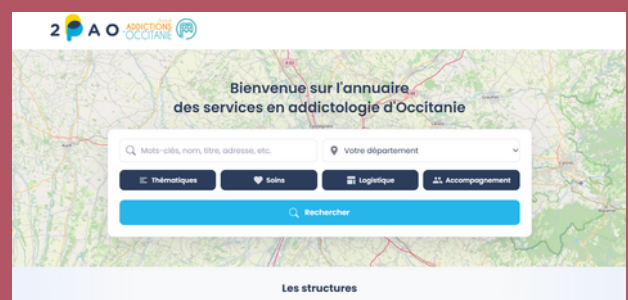 2PAO ADDICTIONS
OCCITANIE
Bienvenue sur l'annuaire
des services en addictologie d'Occitanie
Mots-clés, nom, titre, adresse, etc.
Votre département
Thématiques
Soins
Logistique
Accompagnement
Rechercher
Les structures